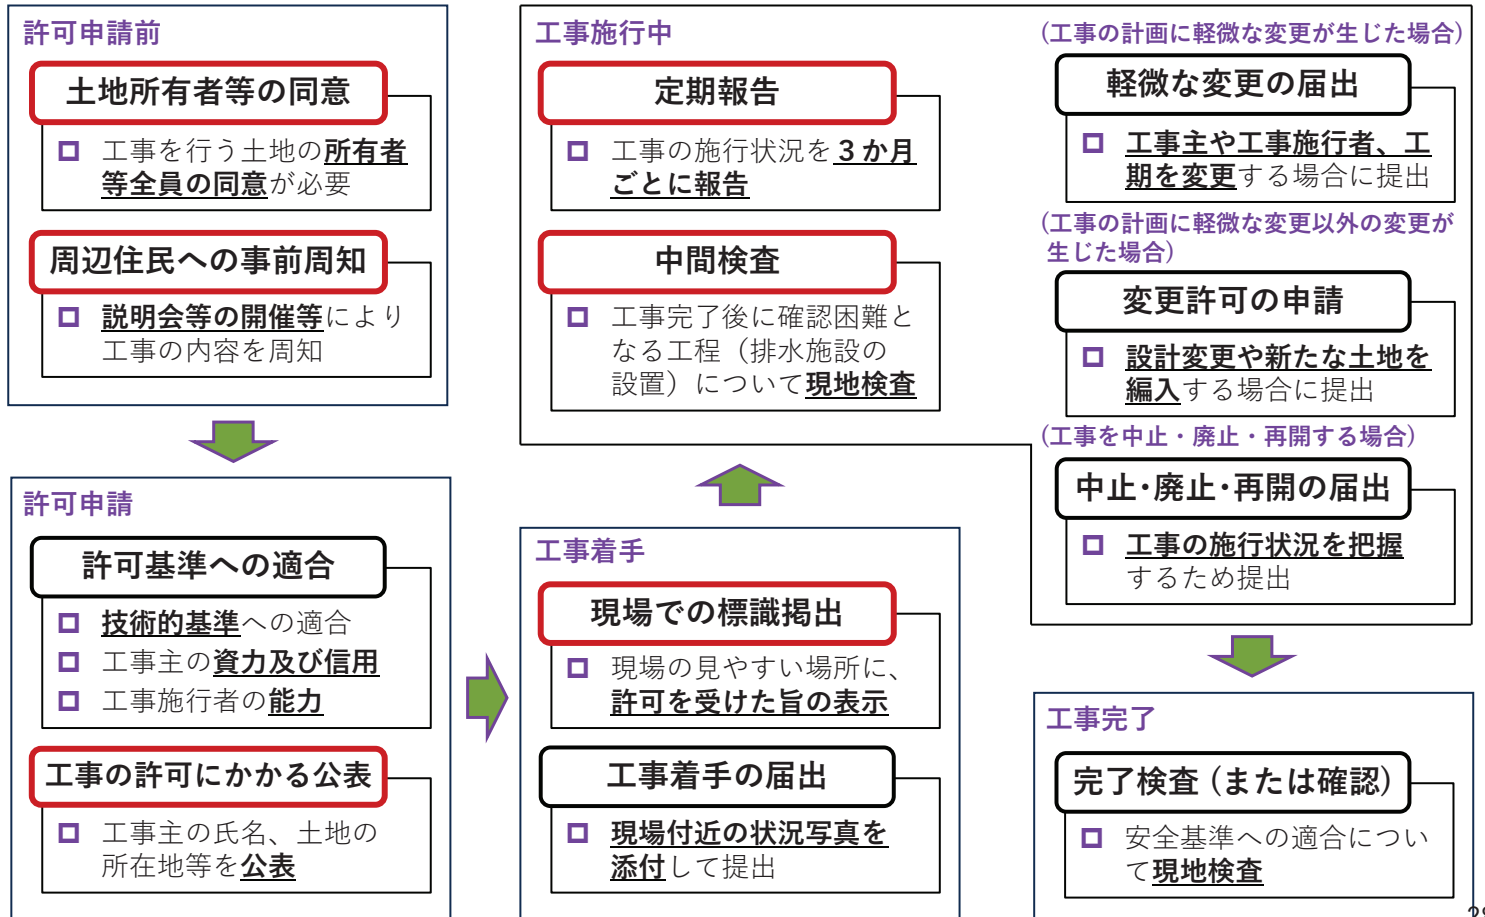 許可申請前
土地所有者等の同意
工事を行う土地の所有者
等全員の同意が必要
周辺住民への事前周知
説明会等の開催等により
工事の内容を周知
許可申請
許可基準への適合
技術的基準への適合
工事主の資力及び信用
工事施行者の能力
工事の許可にかかる公表
工事主の氏名、土地の
所在地等を公表
工事着手
現場での標識掲出
現場の見やすい場所に、
許可を受けた旨の表示
工事着手の届出
現場付近の状況写真を
添付して提出
工事施行中
定期報告
工事の施行状況を３か月
ごとに報告
中間検査
工事完了後に確認困難と
なる工程（排水施設の
設置）について現地検査
(工事の計画に軽微な変更が生じた場合)
軽微な変更の届出
工事主や工事施行者、工
期を変更する場合に提出
(工事の計画に軽微な変更以外の変更が
生じた場合)
変更許可の申請
設計変更や新たな土地を
編入する場合に提出
(工事を中止・廃止・再開する場合)
中止･廃止･再開の届出
工事の施行状況を把握
するため提出
工事完了
完了検査 (または確認)
安全基準への適合につい
て現地検査